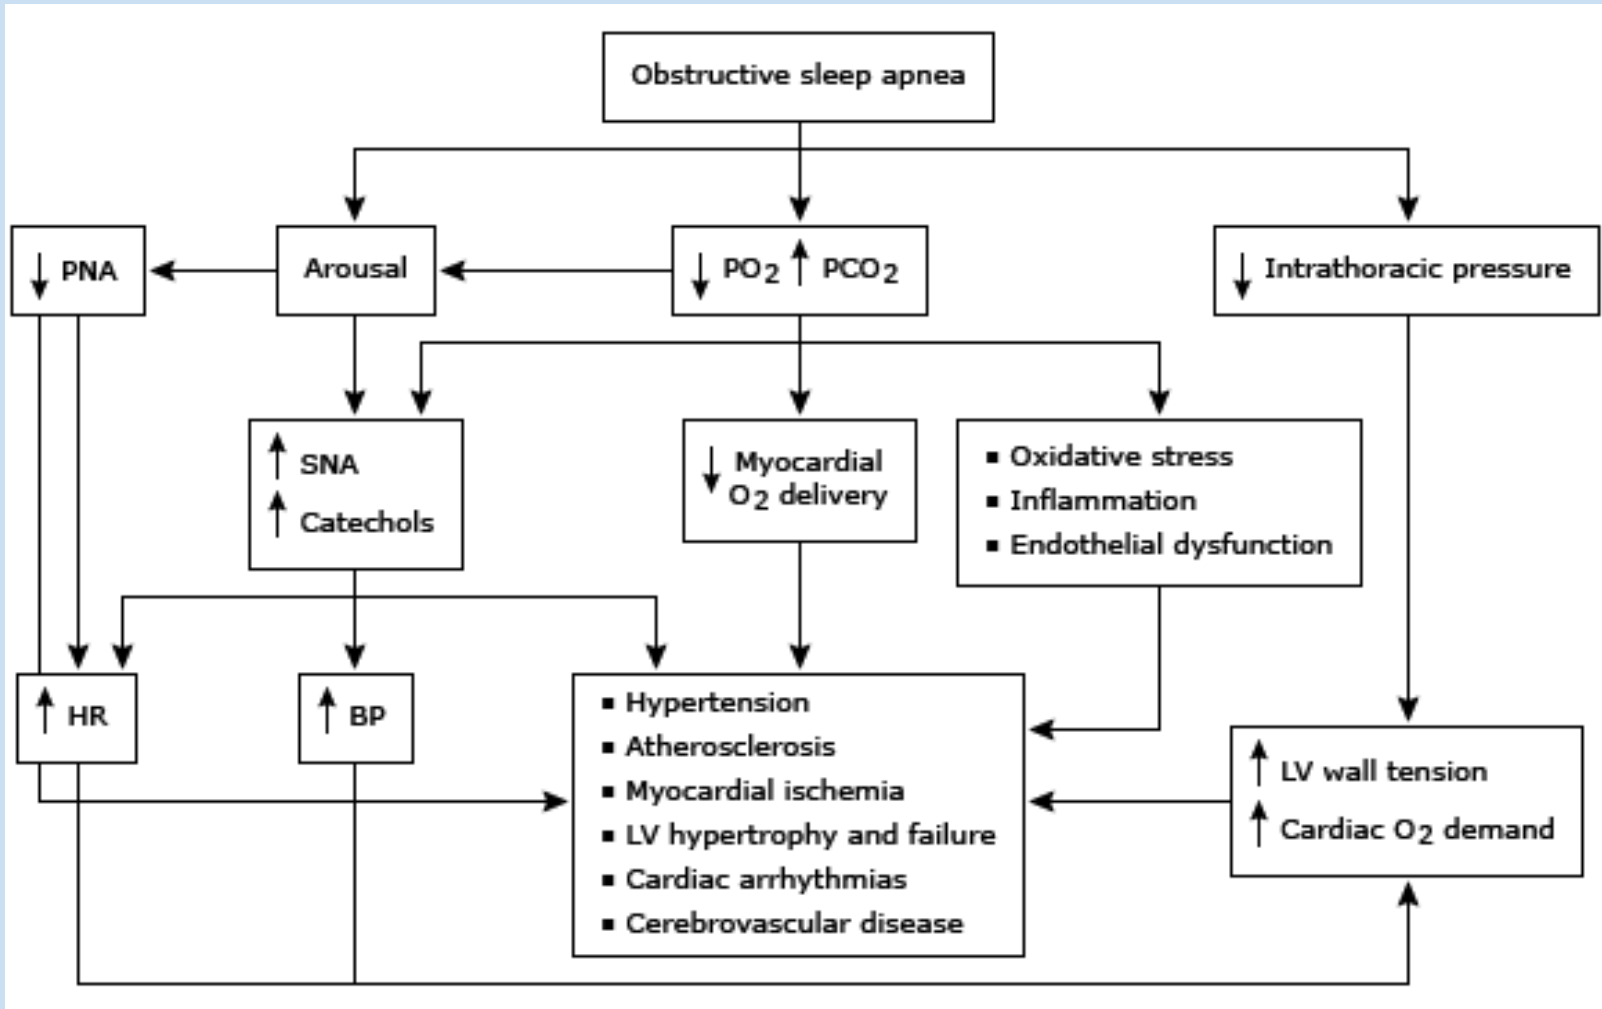 Obstructive sleep apnea
↓ PNA
Arousal
↓ PO2 ↑ PCO2
↓ Intrathoracic pressure
↑ SNA
↑ Catechols
↓ Myocardial
O2 delivery
▪ Oxidative stress
▪ Inflammation
▪ Endothelial dysfunction
↑ HR
↑ BP
▪ Hypertension
▪ Atherosclerosis
▪ Myocardial ischemia
▪ LV hypertrophy and failure
▪ Cardiac arrhythmias
▪ Cerebrovascular disease
↑ LV wall tension
↑ Cardiac O2 demand